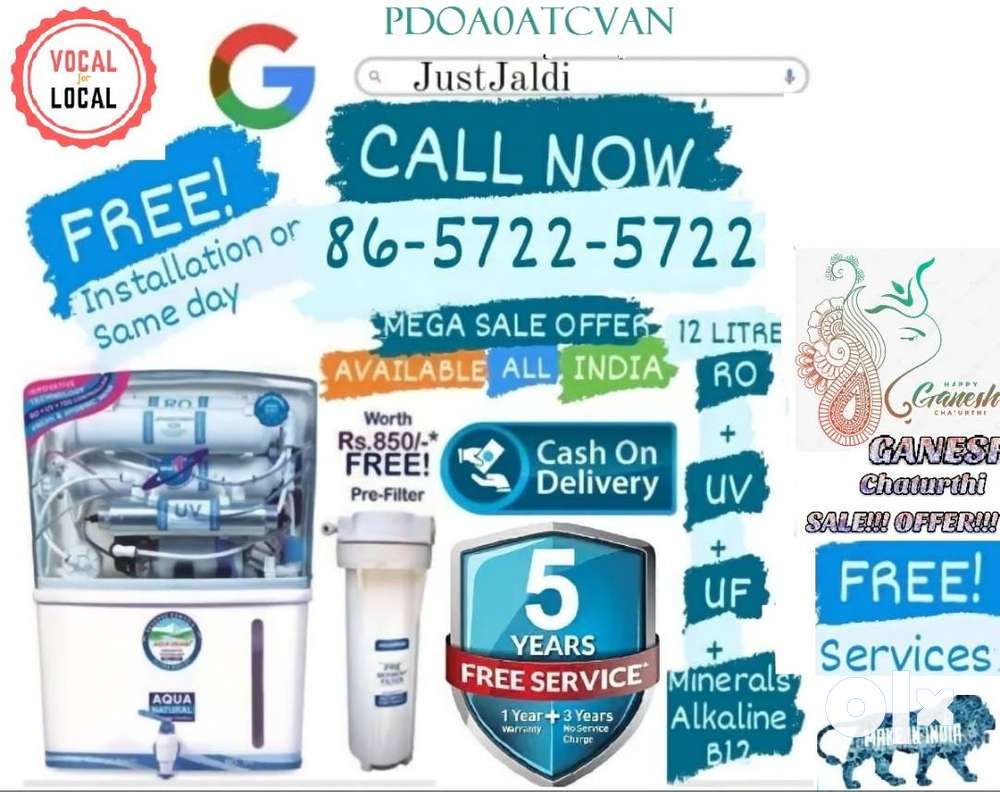 PDOA0ATCVAN
VOCAL
for
LOCAL
JustJaldi
CALL NOW
FREE!
Installation or
Same day
86-5722-5722
MEGA SALE OFFER
12 LITRE
AVAILABLE ALL INDIA
RO
+
UV
+
UF
+
Minerals
Alkaline
B12
HAPPY
Ganesh
CHATURTHI
GANESH
Chaturthi
SALE!!! OFFER!!!
FREE!
Services
olx
MAKE IN INDIA
Worth
Rs.850/-*
FREE!
Pre-Filter
Cash On
Delivery
5
YEARS
FREE SERVICE*
1 Year + 3 Years
Warranty No Service
Charge
RO
UV
AQUA
NATURAL
PRE